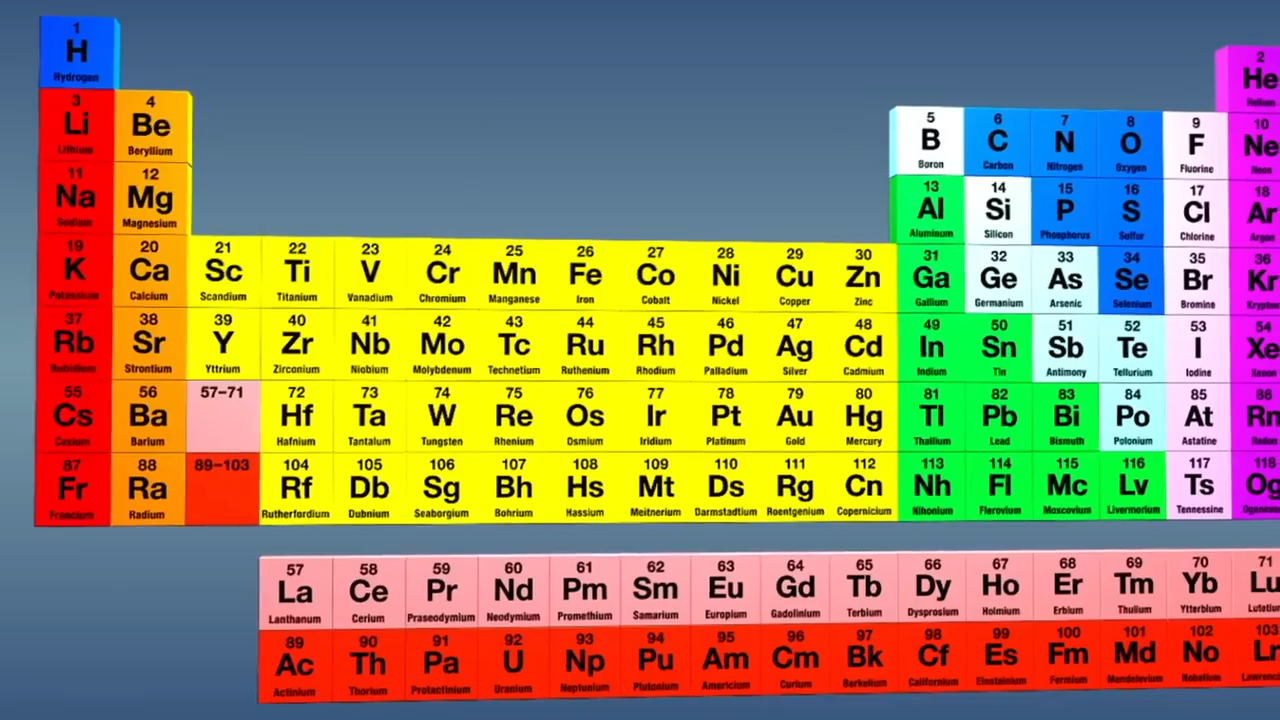 1
H
Hydrogen
2
He
Helium
3 4 5 6 7 8 9 10
Li Be B C N O F Ne
Lithium Beryllium Boron Carbon Nitrogen Oxygen Fluorine Neon
11 12 13 14 15 16 17 18
Na Mg Al Si P S Cl Ar
Sodium Magnesium Aluminum Silicon Phosphorus Sulfur Chlorine Argon
19 20 21 22 23 24 25 26 27 28 29 30 31 32 33 34 35 36
K Ca Sc Ti V Cr Mn Fe Co Ni Cu Zn Ga Ge As Se Br Kr
Potassium Calcium Scandium Titanium Vanadium Chromium Manganese Iron Cobalt Nickel Copper Zinc Gallium Germanium Arsenic Selenium Bromine Krypton
37 38 39 40 41 42 43 44 45 46 47 48 49 50 51 52 53 54
Rb Sr Y Zr Nb Mo Tc Ru Rh Pd Ag Cd In Sn Sb Te I Xe
Rubidium Strontium Yttrium Zirconium Niobium Molybdenum Technetium Ruthenium Rhodium Palladium Silver Cadmium Indium Tin Antimony Tellurium Iodine Xenon
55 56 57–71 72 73 74 75 76 77 78 79 80 81 82 83 84 85 86
Cs Ba Hf Ta W Re Os Ir Pt Au Hg Tl Pb Bi Po At Rn
Cesium Barium Hafnium Tantalum Tungsten Rhenium Osmium Iridium Platinum Gold Mercury Thallium Lead Bismuth Polonium Astatine Radon
87 88 89–103 104 105 106 107 108 109 110 111 112 113 114 115 116 117 118
Fr Ra Rf Db Sg Bh Hs Mt Ds Rg Cn Nh Fl Mc Lv Ts Og
Francium Radium Rutherfordium Dubnium Seaborgium Bohrium Hassium Meitnerium Darmstadtium Roentgenium Copernicium Nihonium Flerovium Moscovium Livermorium Tennessine
57 58 59 60 61 62 63 64 65 66 67 68 69 70 71
La Ce Pr Nd Pm Sm Eu Gd Tb Dy Ho Er Tm Yb Lu
Lanthanum Cerium Praseodymium Neodymium Promethium Samarium Europium Gadolinium Terbium Dysprosium Holmium Erbium Thulium Ytterbium
89 90 91 92 93 94 95 96 97 98 99 100 101 102 103
Ac Th Pa U Np Pu Am Cm Bk Cf Es Fm Md No Lr
Actinium Thorium Protactinium Uranium Neptunium Plutonium Americium Curium Berkelium Californium Einsteinium Fermium Mendelevium Nobelium